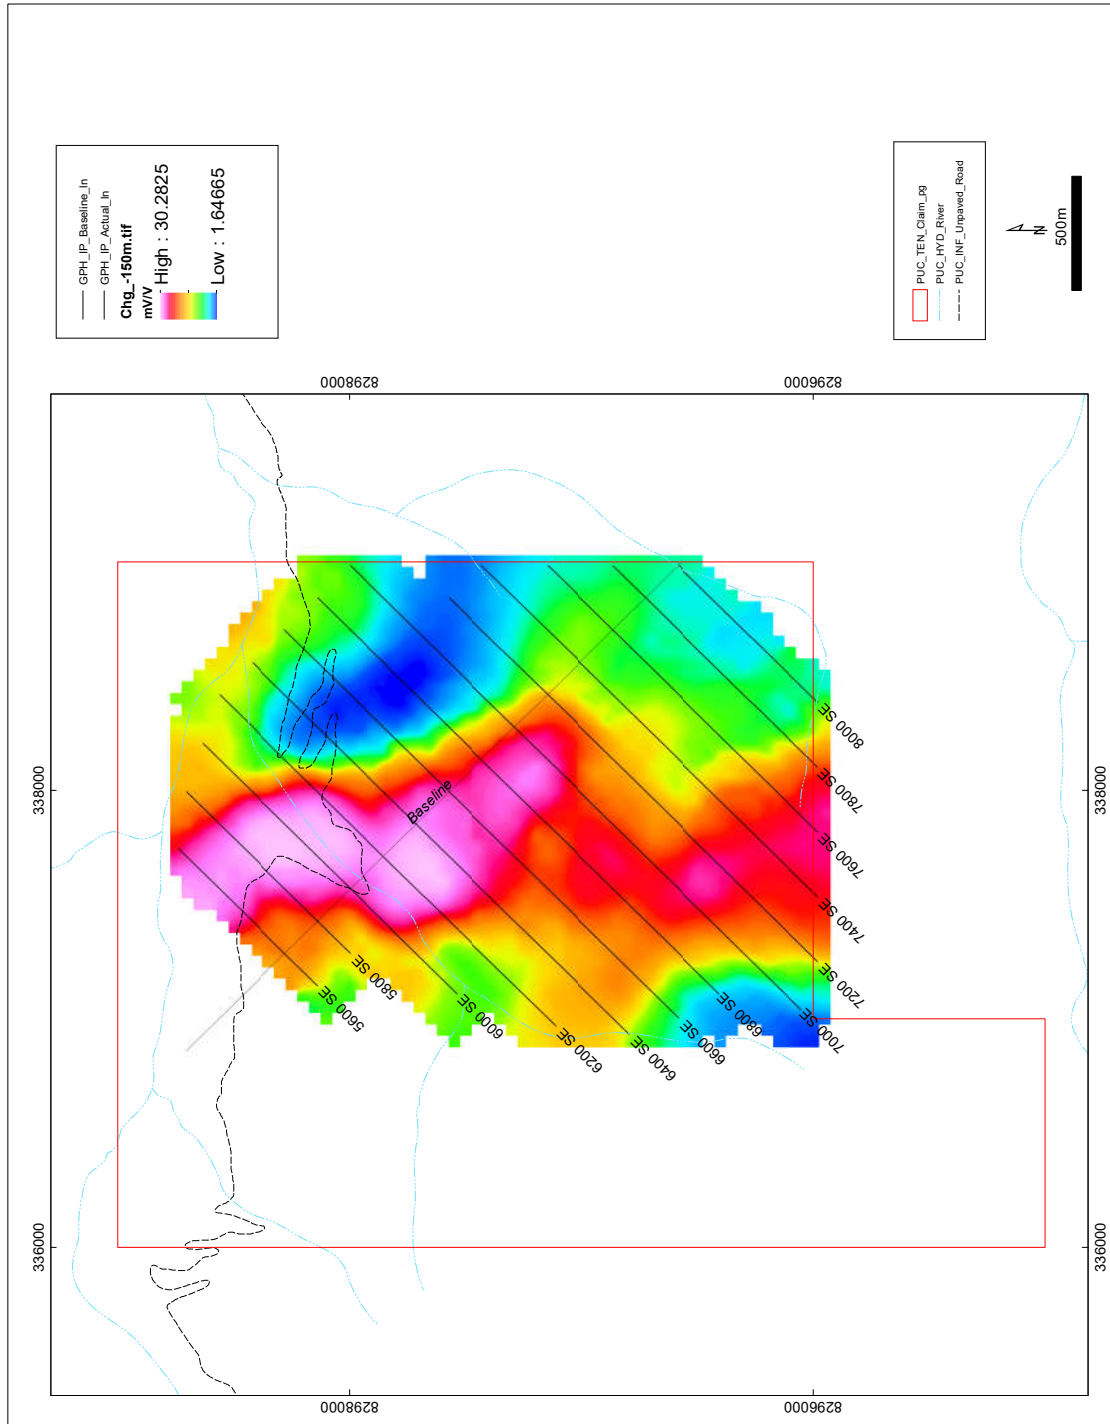 GPH_IP_Baseline_ln
GPH_IP_Actual_ln
Chg_-150m.tif
mV/V
High : 30.2825
Low : 1.64665
PUC_TEN_Claim_pg
PUC_HYD_River
PUC_INF_Unpaved_Road
N
500m
8298000
8296000
338000
338000
336000
336000
8298000
8296000
Baseline
5600 SE
5800 SE
6000 SE
6200 SE
6400 SE
6600 SE
6800 SE
7000 SE
7200 SE
7400 SE
7600 SE
7800 SE
8000 SE